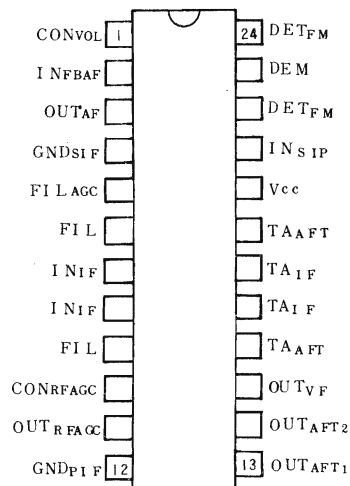 CONVOL 1 24 DETFM
INFBAF DEM
OUTAF DETFM
GNDSIF INSIP
FILAGC Vcc
FIL TAAFT
INIF TAIF
INIF TAIF
FIL TAAFT
CONRFAGC OUTVF
OUTRFAGC OUTAFT2
GNDPIF 12 13 OUTAFT1